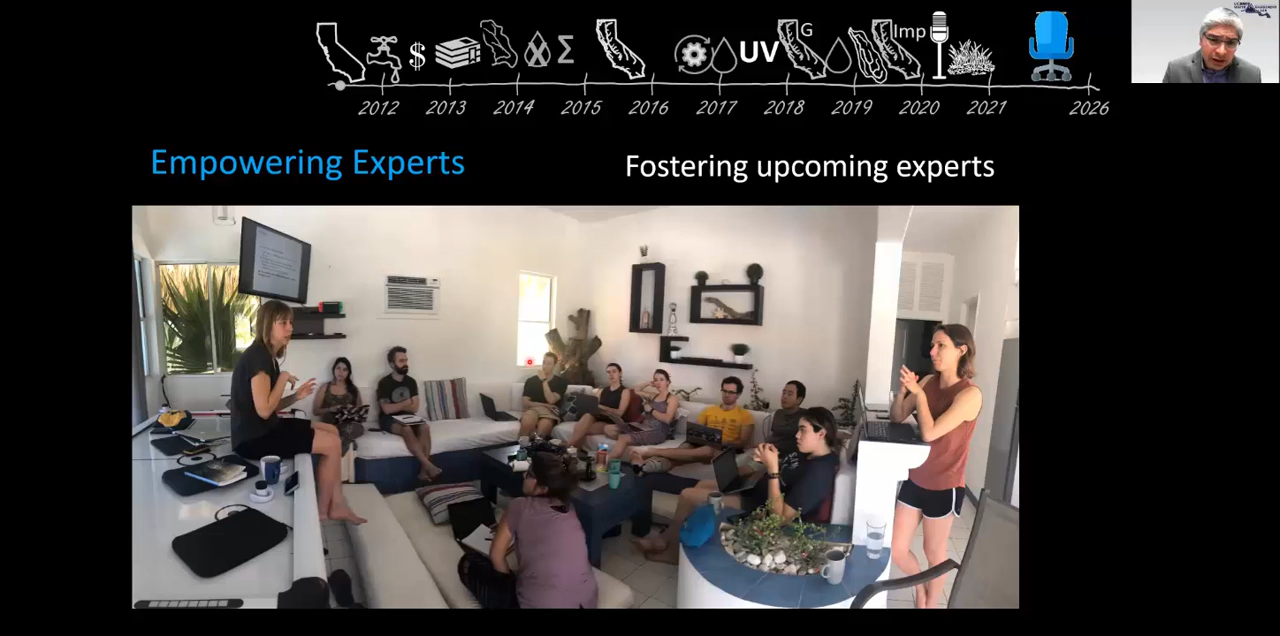 $
Σ
UV
G
Imp
2012 2013 2014 2015 2016 2017 2018 2019 2020 2021 2026
Empowering Experts
Fostering upcoming experts